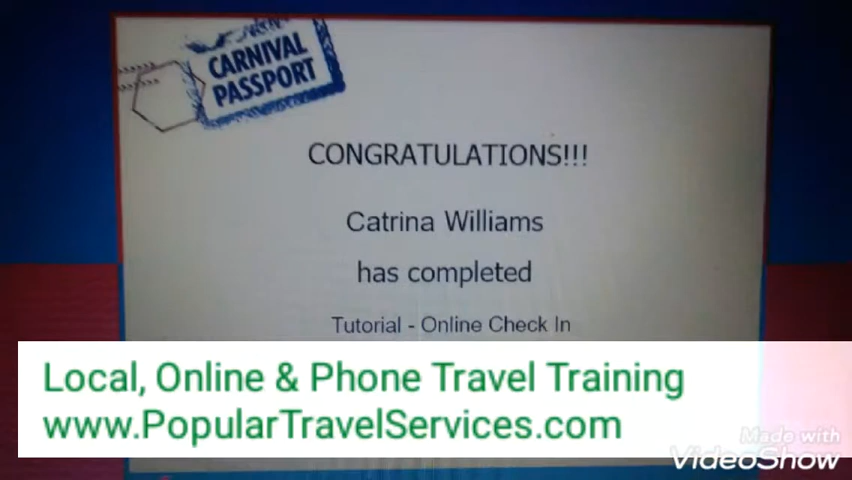 CARNIVAL
PASSPORT
CONGRATULATIONS!!!
Catrina Williams
has completed
Tutorial - Online Check In
Local, Online & Phone Travel Training
www.PopularTravelServices.com
Made with
VideoShow